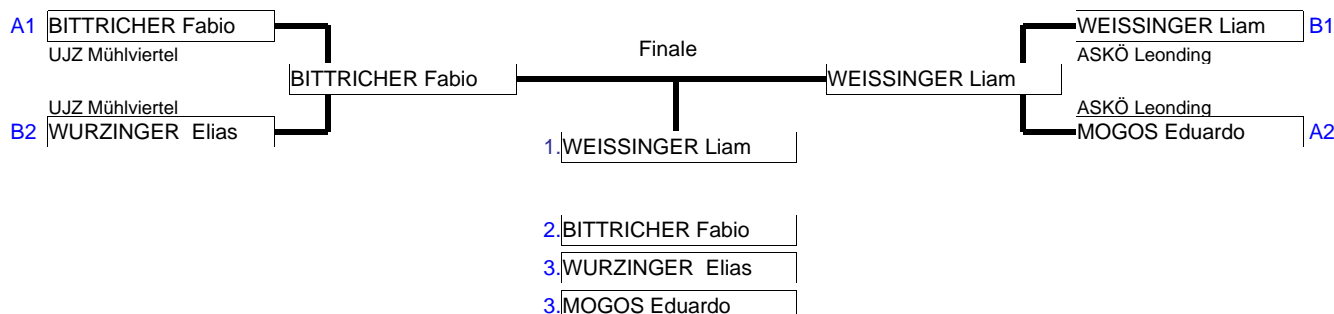 A1 BITTRICHER Fabio WEISSINGER Liam B1
UJZ Mühlviertel Finale ASKÖ Leonding
BITTRICHER Fabio WEISSINGER Liam
UJZ Mühlviertel ASKÖ Leonding
B2 WURZINGER Elias MOGOS Eduardo A2
1. WEISSINGER Liam
2. BITTRICHER Fabio
3. WURZINGER Elias
3. MOGOS Eduardo